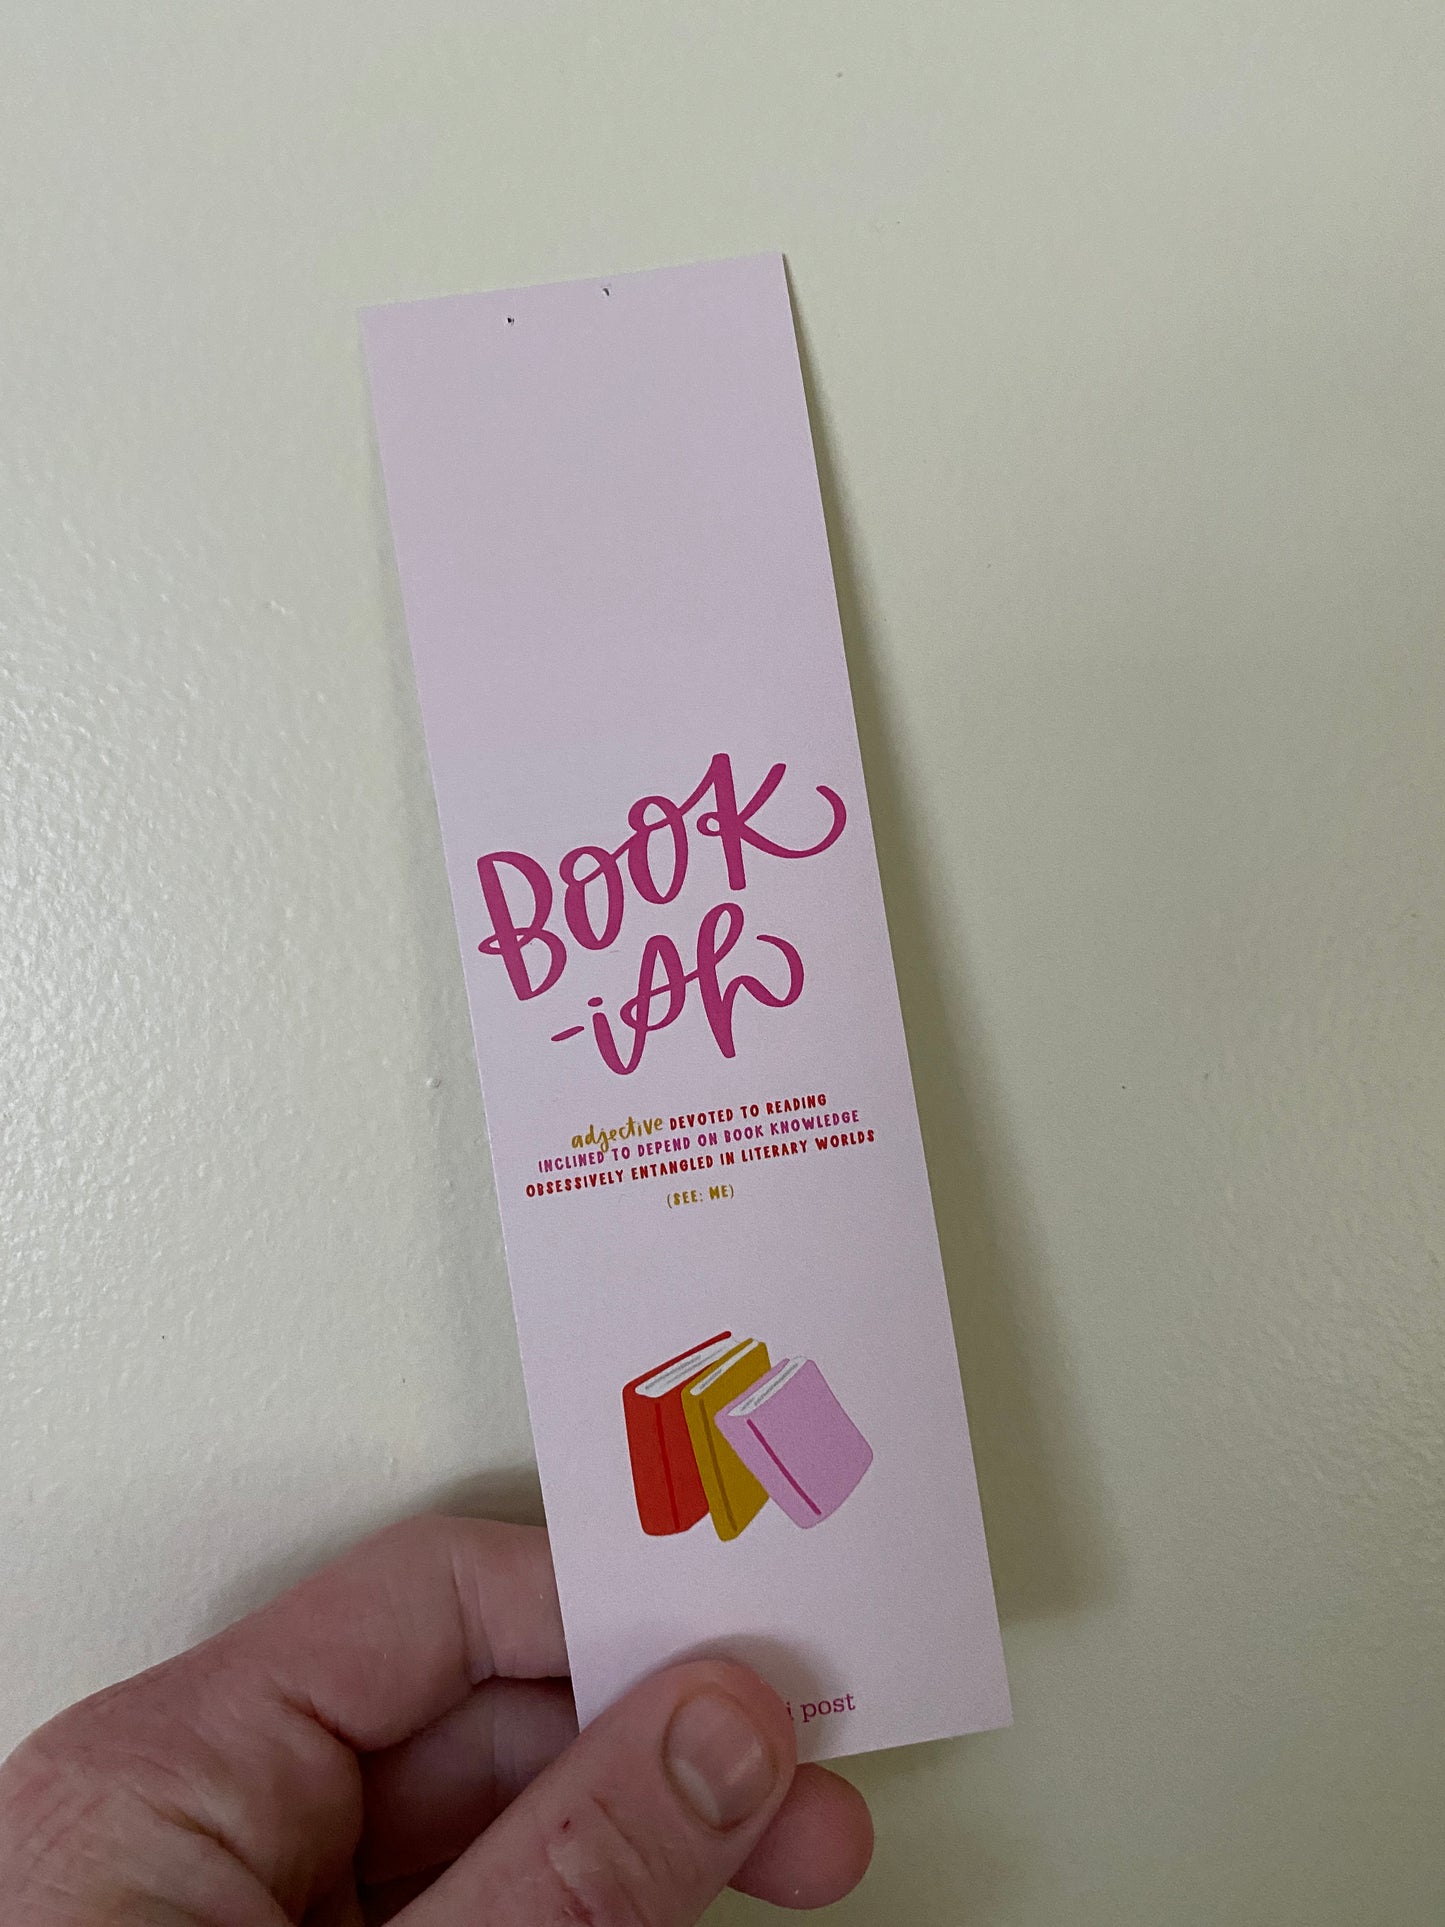 BOOK
-ish
adjective DEVOTED TO READING
INCLINED TO DEPEND ON BOOK KNOWLEDGE
OBSESSIVELY ENTANGLED IN LITERARY WORLDS
(SEE: ME)
post